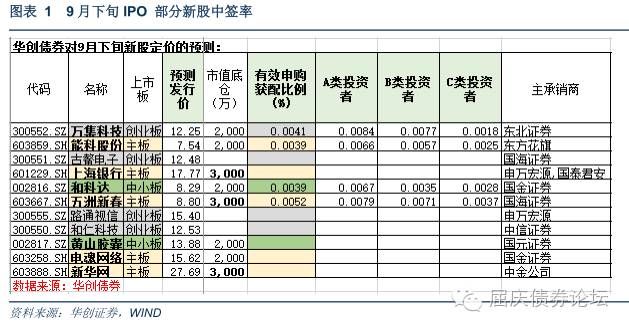 图表 1 9月下旬IPO 部分新股中签率
华创债券对9月下旬新股定价的预测：
代码 名称 上市板 预测发行价 市值底仓（万） 有效申购获配比例（%） A类投资者 B类投资者 C类投资者 主承销商
300552.SZ 万集科技 创业板 12.25 2,000 0.0041 0.0084 0.0077 0.0018 东北证券
603859.SH 能科股份 主板 7.54 2,000 0.0039 0.0066 0.0057 0.0025 东方花旗
300551.SZ 古鳌电子 创业板 12.48 国海证券
601229.SH 上海银行 主板 17.77 3,000 申万宏源,国泰君安
002816.SZ 和科达 中小板 8.29 2,000 0.0039 0.0067 0.0035 0.0028 国金证券
603667.SH 五洲新春 主板 8.80 3,000 0.0052 0.0079 0.0071 0.0037 国海证券
300555.SZ 路通视信 创业板 15.40 申万宏源
300550.SZ 和仁科技 创业板 12.53 中信证券
002817.SZ 黄山胶囊 中小板 13.88 2,000 国元证券
603258.SH 电魂网络 主板 15.62 2,000 国金证券
603888.SH 新华网 主板 27.69 3,000 中金公司
数据来源：华创债券
资料来源：华创证券，WIND
屈庆债券论坛